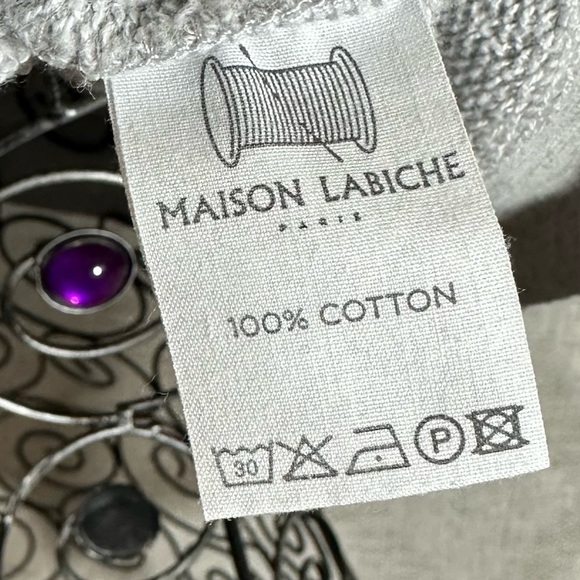 MAISON LABICHE
PARIS
100% COTTON
30 P